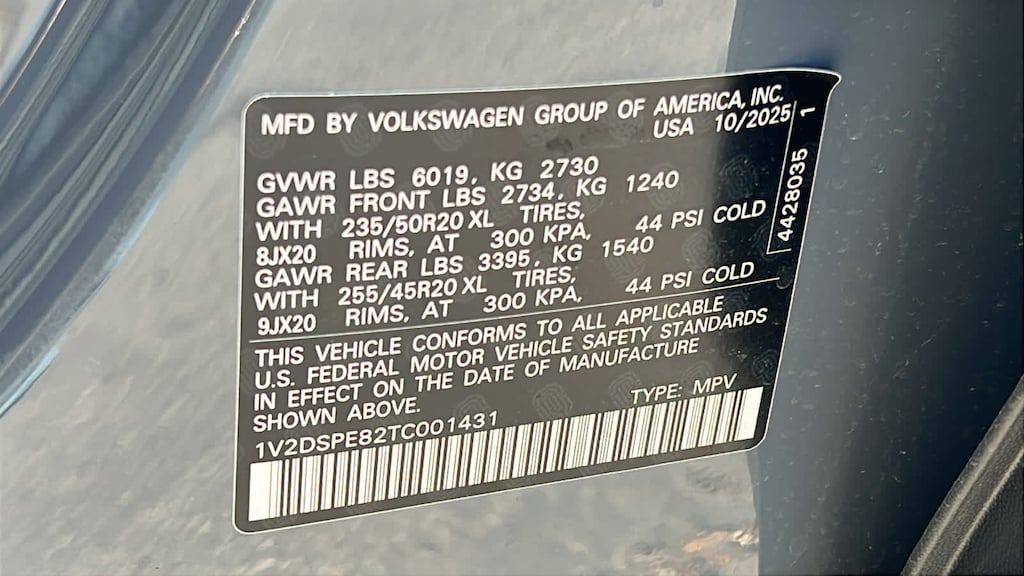 MFD BY VOLKSWAGEN GROUP OF AMERICA, INC.
USA 10/2025
GVWR LBS 6019, KG 2730
GAWR FRONT LBS 2734, KG 1240
WITH 235/50R20 XL TIRES,
8JX20 RIMS, AT 300 KPA, 44 PSI COLD
GAWR REAR LBS 3395, KG 1540
WITH 255/45R20 XL TIRES,
9JX20 RIMS, AT 300 KPA, 44 PSI COLD
THIS VEHICLE CONFORMS TO ALL APPLICABLE
U.S. FEDERAL MOTOR VEHICLE SAFETY STANDARDS
IN EFFECT ON THE DATE OF MANUFACTURE
SHOWN ABOVE.
1V2DSPE82TC001431 TYPE: MPV
4428035 1